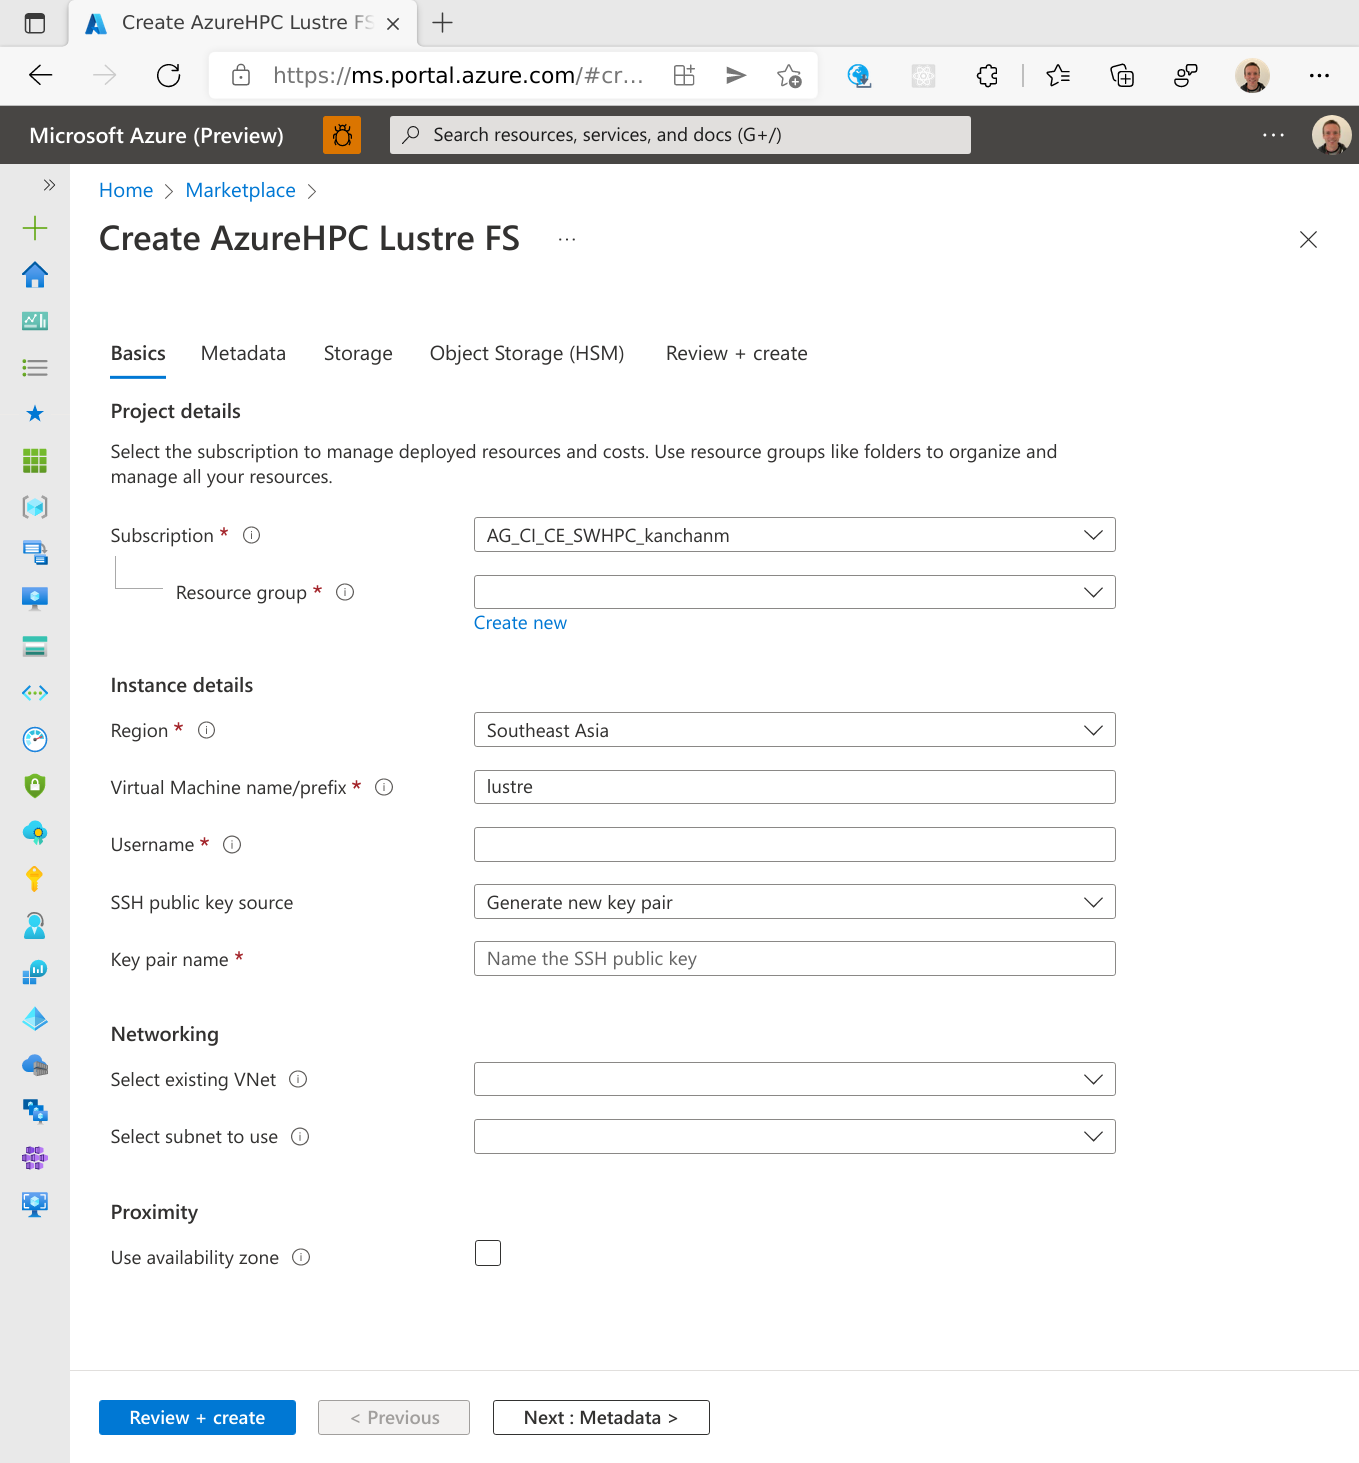 Create AzureHPC Lustre FS
https://ms.portal.azure.com/#cr...
Microsoft Azure (Preview)
Search resources, services, and docs (G+/)
Home > Marketplace >
Create AzureHPC Lustre FS ...
Basics Metadata Storage Object Storage (HSM) Review + create
Project details
Select the subscription to manage deployed resources and costs. Use resource groups like folders to organize and
manage all your resources.
Subscription * AG_CI_CE_SWHPC_kanchanm
Resource group *
Create new
Instance details
Region * Southeast Asia
Virtual Machine name/prefix * lustre
Username *
SSH public key source Generate new key pair
Key pair name * Name the SSH public key
Networking
Select existing VNet
Select subnet to use
Proximity
Use availability zone
Review + create < Previous Next : Metadata >